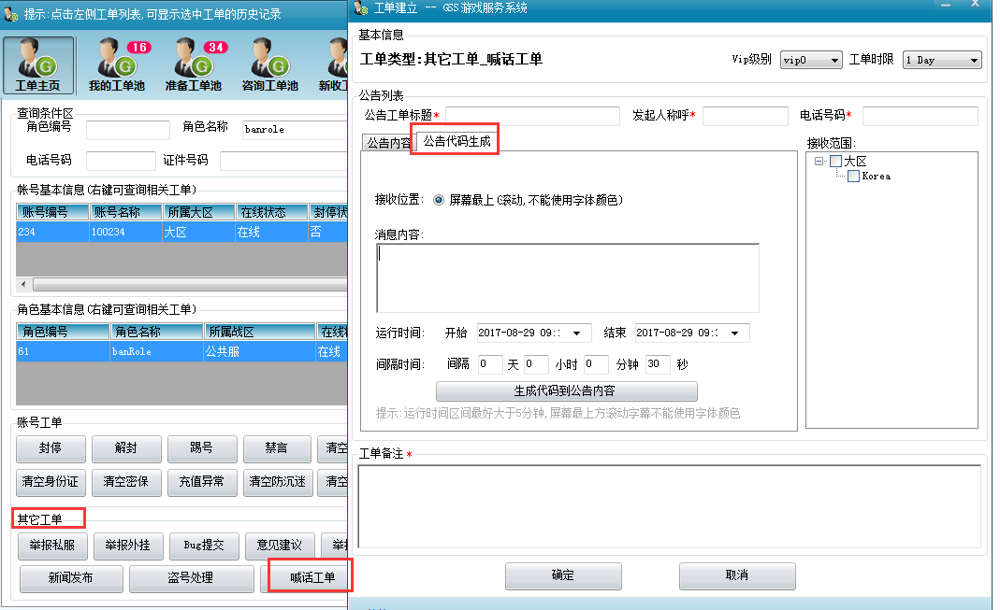 提示:点击左侧工单列表,可显示选中工单的历史记录
工单主页
我的工单池
16
准备工单池
34
咨询工单池
新收工
查询条件区
角色编号
角色名称
banrole
电话号码
证件号码
账号基本信息(右键可查询相关工单)
账号编号 账号名称 所属大区 在线状态 封停状
234 100234 大区 在线 否
角色基本信息(右键可查询相关工单)
角色编号 角色名称 所属战区 在线状
61 banRole 公共服 在线
账号工单
封停 解封 踢号 禁言 清空
清空身份证 清空密保 充值异常 清空防沉迷 清空
其它工单
举报私服 举报外挂 Bug提交 意见建议 举报
新闻发布 盗号处理 喊话工单
工单建立 -- GSS游戏服务系统
基本信息
工单类型:其它工单_喊话工单
Vip级别 vip0 工单时限 1 Day
公告列表
公告工单标题* 发起人称呼* 电话号码*
公告内容 公告代码生成
接收范围:
大区
Korea
接收位置: 屏幕最上(滚动,不能使用字体颜色)
消息内容:
运行时间: 开始 2017-08-29 09: 结束 2017-08-29 09:
间隔时间: 间隔 0 天 0 小时 0 分钟 30 秒
生成代码到公告内容
提示:运行时间区间最好大于5分钟,屏幕最上方滚动字幕不能使用字体颜色
工单备注 *
确定 取消